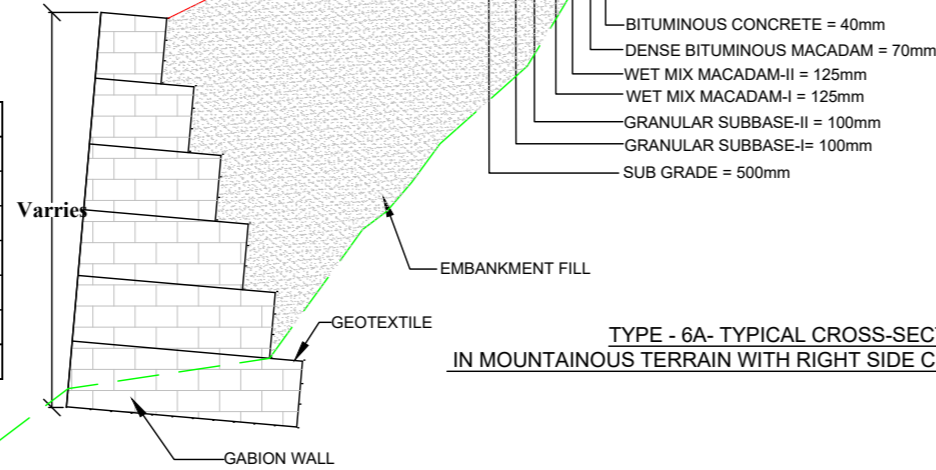 BITUMINOUS CONCRETE = 40mm
DENSE BITUMINOUS MACADAM = 70mm
WET MIX MACADAM-II = 125mm
WET MIX MACADAM-I = 125mm
GRANULAR SUBBASE-II = 100mm
GRANULAR SUBBASE-I= 100mm
SUB GRADE = 500mm
Varries
EMBANKMENT FILL
GEOTEXTILE
TYPE - 6A- TYPICAL CROSS-SECT
IN MOUNTAINOUS TERRAIN WITH RIGHT SIDE C
GABION WALL